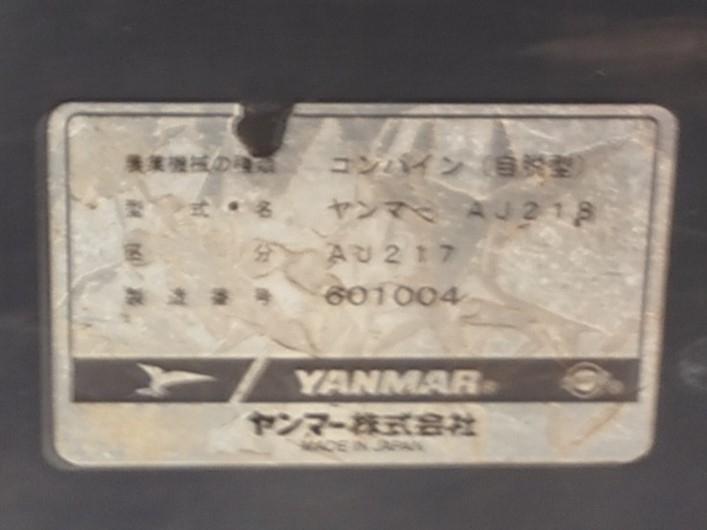 農業機械の種類 コンバイン（自脱型）
型式名 ヤンマー AJ218
区分 AJ217
製造番号 601004
YANMAR
ヤンマー株式会社
MADE IN JAPAN